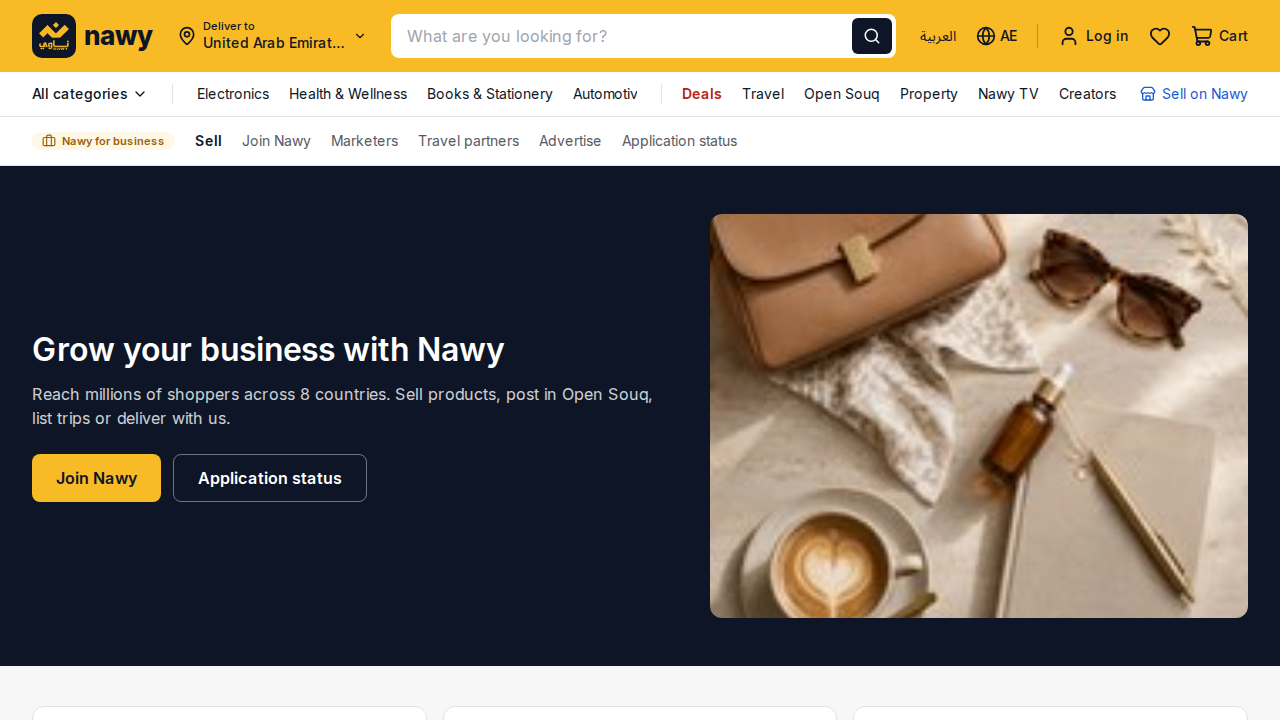 نـاوي
NAWY
nawy
Deliver to
United Arab Emirat...
What are you looking for?
العربية
AE
Log in
Cart
All categories
Electronics
Health & Wellness
Books & Stationery
Automotiv
Deals
Travel
Open Souq
Property
Nawy TV
Creators
Sell on Nawy
Nawy for business
Sell
Join Nawy
Marketers
Travel partners
Advertise
Application status
Grow your business with Nawy
Reach millions of shoppers across 8 countries. Sell products, post in Open Souq,
list trips or deliver with us.
Join Nawy
Application status